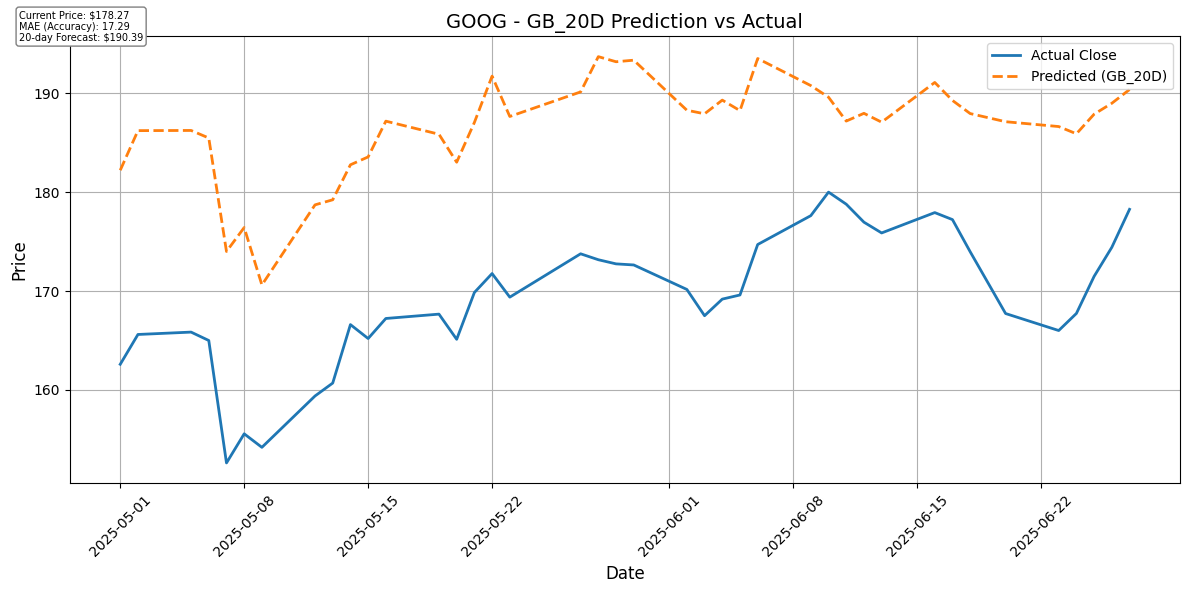 GOOG - GB_20D Prediction vs Actual
Current Price: $178.27
MAE (Accuracy): 17.29
20-day Forecast: $190.39
Actual Close
Predicted (GB_20D)
Price
190
180
170
160
2025-05-01
2025-05-08
2025-05-15
2025-05-22
2025-06-01
2025-06-08
2025-06-15
2025-06-22
Date